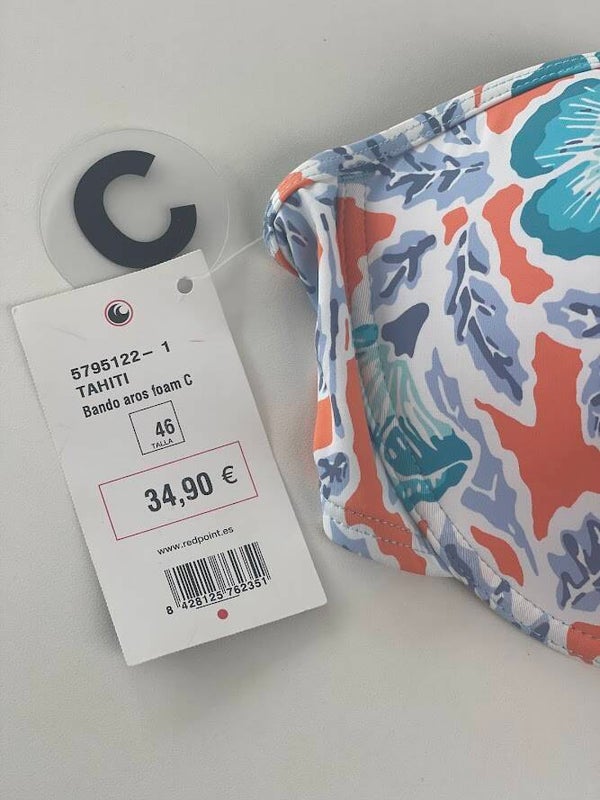 C
5795122- 1
TAHITI
Bando aros foam C
46
TALLA
34,90 €
www.redpoint.es
8 428125 762351